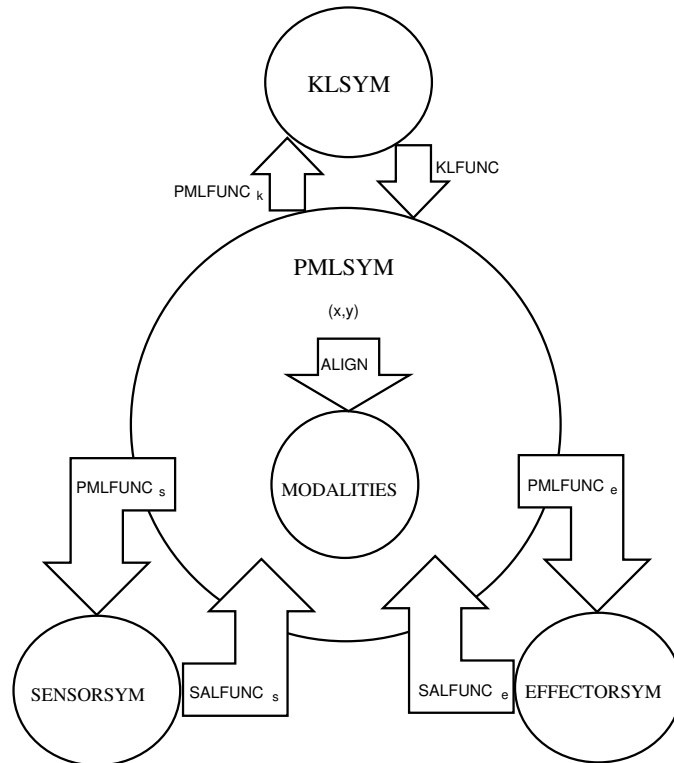 KLSYM
PMLFUNC k
KLFUNC
PMLSYM
(x,y)
ALIGN
MODALITIES
PMLFUNC s
PMLFUNC e
SENSORSYM
SALFUNC s
SALFUNC e
EFFECTORSYM